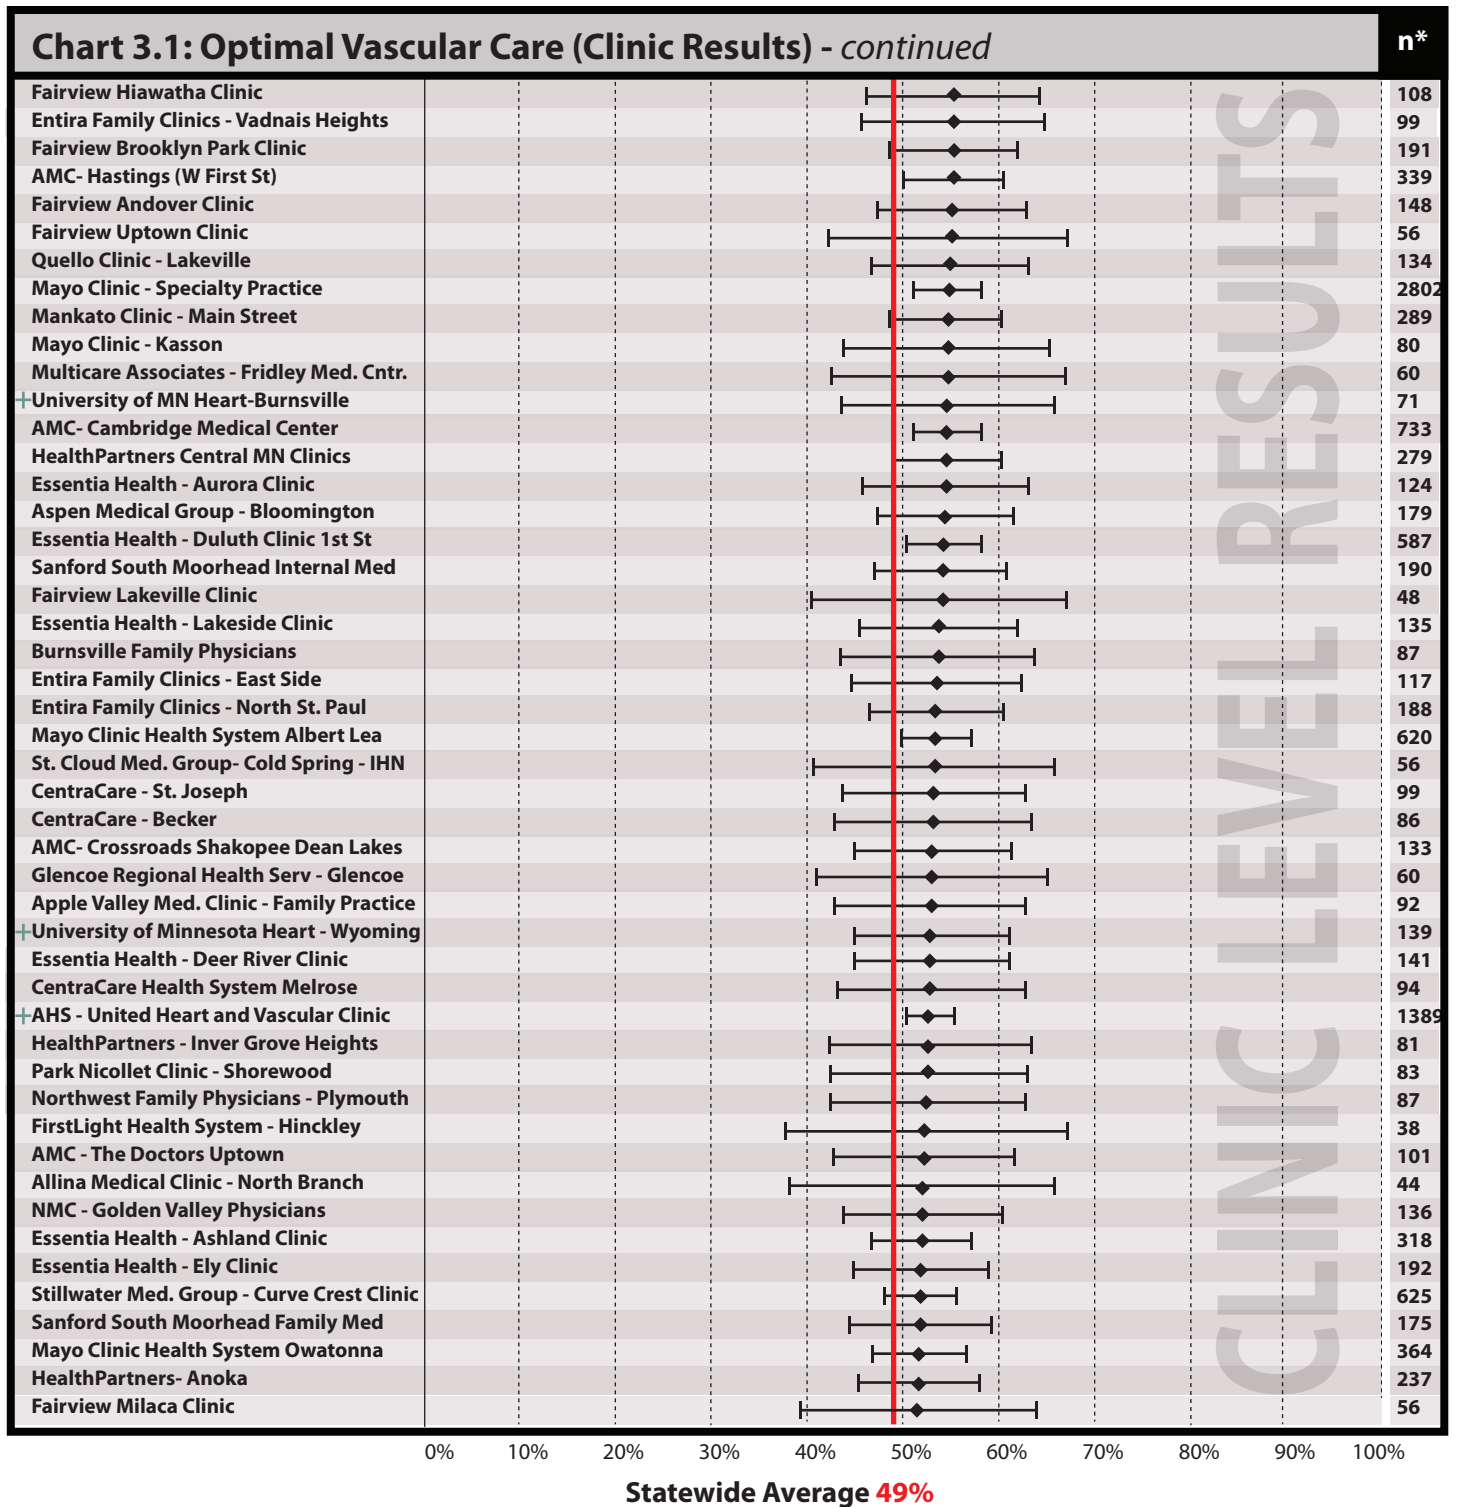 Chart 3.1: Optimal Vascular Care (Clinic Results) - continued n*
Fairview Hiawatha Clinic 108
Entira Family Clinics - Vadnais Heights 99
Fairview Brooklyn Park Clinic 191
AMC- Hastings (W First St) 339
Fairview Andover Clinic 148
Fairview Uptown Clinic 56
Quello Clinic - Lakeville 134
Mayo Clinic - Specialty Practice 2802
Mankato Clinic - Main Street 289
Mayo Clinic - Kasson 80
Multicare Associates - Fridley Med. Cntr. 60
+University of MN Heart-Burnsville 71
AMC- Cambridge Medical Center 733
HealthPartners Central MN Clinics 279
Essentia Health - Aurora Clinic 124
Aspen Medical Group - Bloomington 179
Essentia Health - Duluth Clinic 1st St 587
Sanford South Moorhead Internal Med 190
Fairview Lakeville Clinic 48
Essentia Health - Lakeside Clinic 135
Burnsville Family Physicians 87
Entira Family Clinics - East Side 117
Entira Family Clinics - North St. Paul 188
Mayo Clinic Health System Albert Lea 620
St. Cloud Med. Group- Cold Spring - IHN 56
CentraCare - St. Joseph 99
CentraCare - Becker 86
AMC- Crossroads Shakopee Dean Lakes 133
Glencoe Regional Health Serv - Glencoe 60
Apple Valley Med. Clinic - Family Practice 92
+University of Minnesota Heart - Wyoming 139
Essentia Health - Deer River Clinic 141
CentraCare Health System Melrose 94
+AHS - United Heart and Vascular Clinic 1389
HealthPartners - Inver Grove Heights 81
Park Nicollet Clinic - Shorewood 83
Northwest Family Physicians - Plymouth 87
FirstLight Health System - Hinckley 38
AMC - The Doctors Uptown 101
Allina Medical Clinic - North Branch 44
NMC - Golden Valley Physicians 136
Essentia Health - Ashland Clinic 318
Essentia Health - Ely Clinic 192
Stillwater Med. Group - Curve Crest Clinic 625
Sanford South Moorhead Family Med 175
Mayo Clinic Health System Owatonna 364
HealthPartners- Anoka 237
Fairview Milaca Clinic 56
CLINIC LEVEL RESULTS
0% 10% 20% 30% 40% 50% 60% 70% 80% 90% 100%
Statewide Average 49%